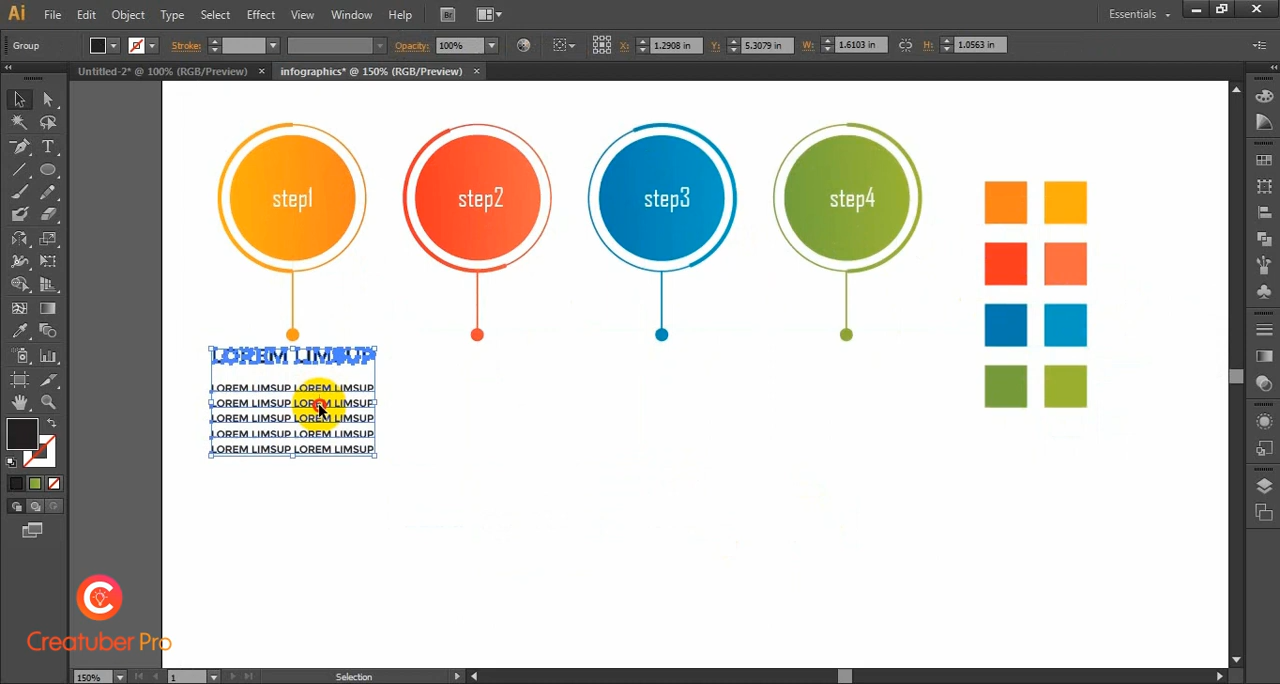 Ai File Edit Object Type Select Effect View Window Help Br Essentials
Group Stroke: Opacity: 100% X: 1.2908 in Y: 5.3079 in W: 1.6103 in H: 1.0563 in
Untitled-2* @ 100% (RGB/Preview) × infographics* @ 150% (RGB/Preview) ×
step1 step2 step3 step4
LOREM LIMSUP
LOREM LIMSUP LOREM LIMSUP
LOREM LIMSUP LOREM LIMSUP
LOREM LIMSUP LOREM LIMSUP
LOREM LIMSUP LOREM LIMSUP
LOREM LIMSUP LOREM LIMSUP
Creatuber Pro
150% 1 Selection